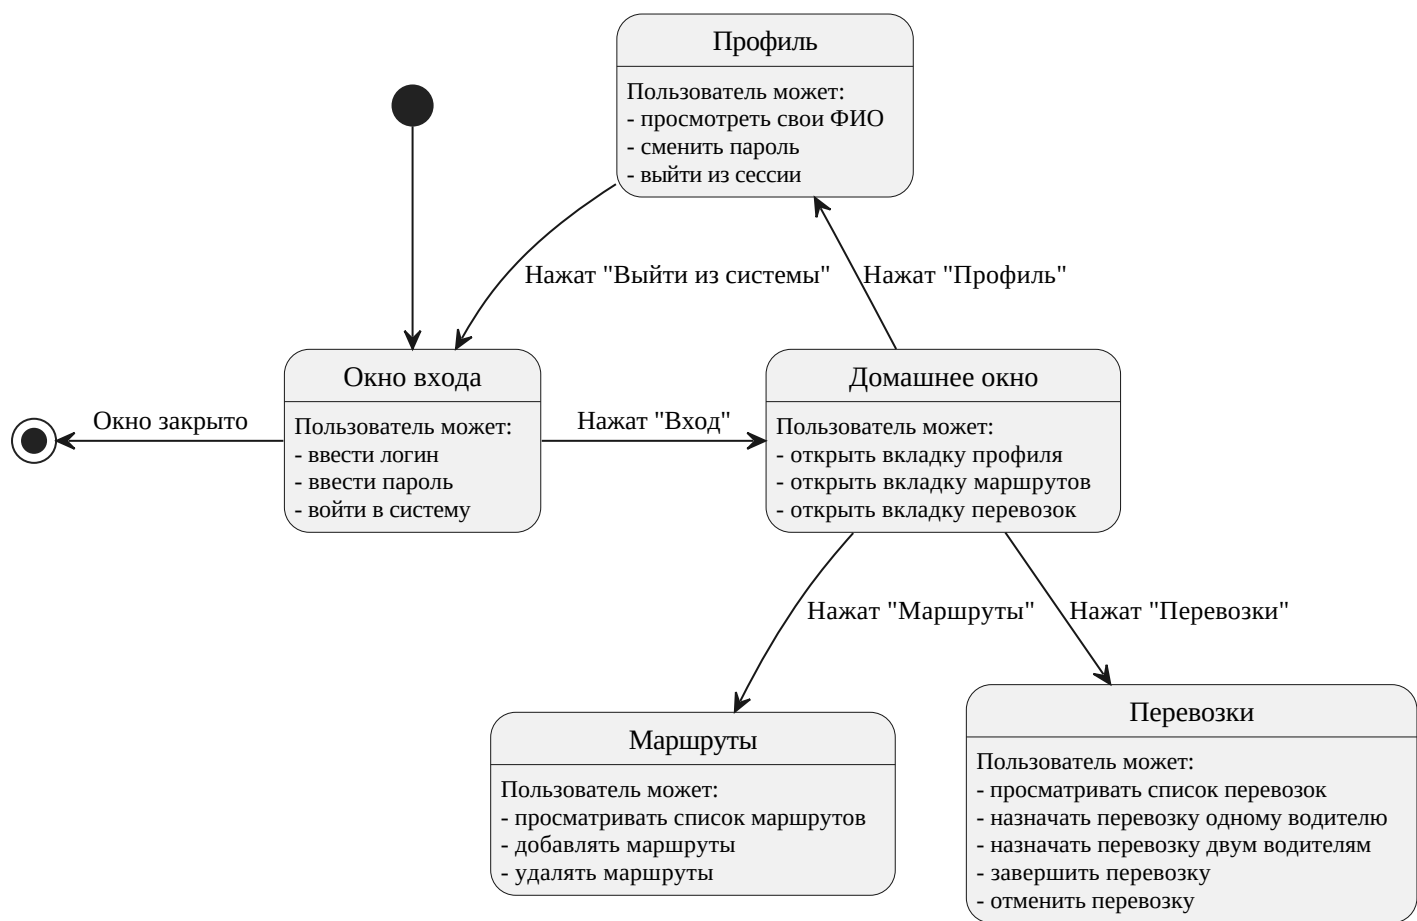 Профиль
Пользователь может:
- просмотреть свои ФИО
- сменить пароль
- выйти из сессии
Нажат "Выйти из системы"
Нажат "Профиль"
Окно входа
Пользователь может:
- ввести логин
- ввести пароль
- войти в систему
Окно закрыто
Нажат "Вход"
Домашнее окно
Пользователь может:
- открыть вкладку профиля
- открыть вкладку маршрутов
- открыть вкладку перевозок
Нажат "Маршруты"
Нажат "Перевозки"
Маршруты
Пользователь может:
- просматривать список маршрутов
- добавлять маршруты
- удалять маршруты
Перевозки
Пользователь может:
- просматривать список перевозок
- назначать перевозку одному водителю
- назначать перевозку двум водителям
- завершить перевозку
- отменить перевозку